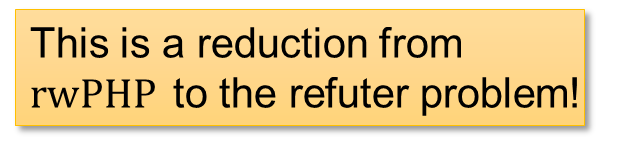 This is a reduction from
rwPHP to the refuter problem!